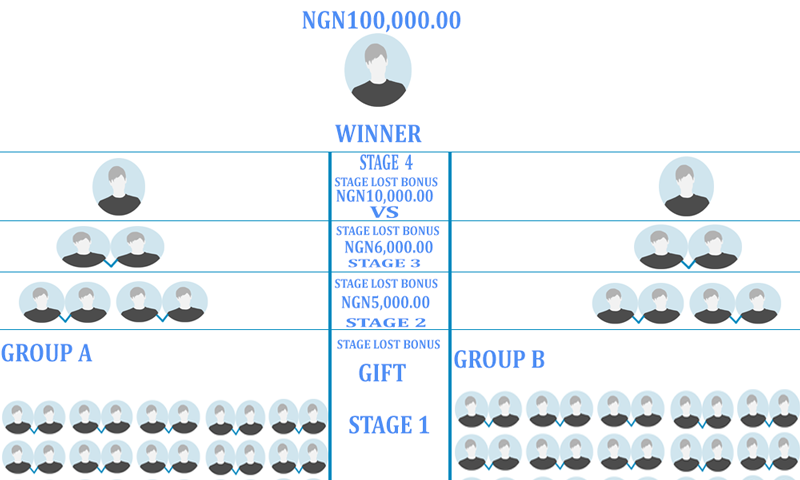 NGN100,000.00
WINNER
STAGE 4
STAGE LOST BONUS
NGN10,000.00
VS
STAGE LOST BONUS
NGN6,000.00
STAGE 3
STAGE LOST BONUS
NGN5,000.00
STAGE 2
STAGE LOST BONUS
GROUP A
GROUP B
GIFT
STAGE 1